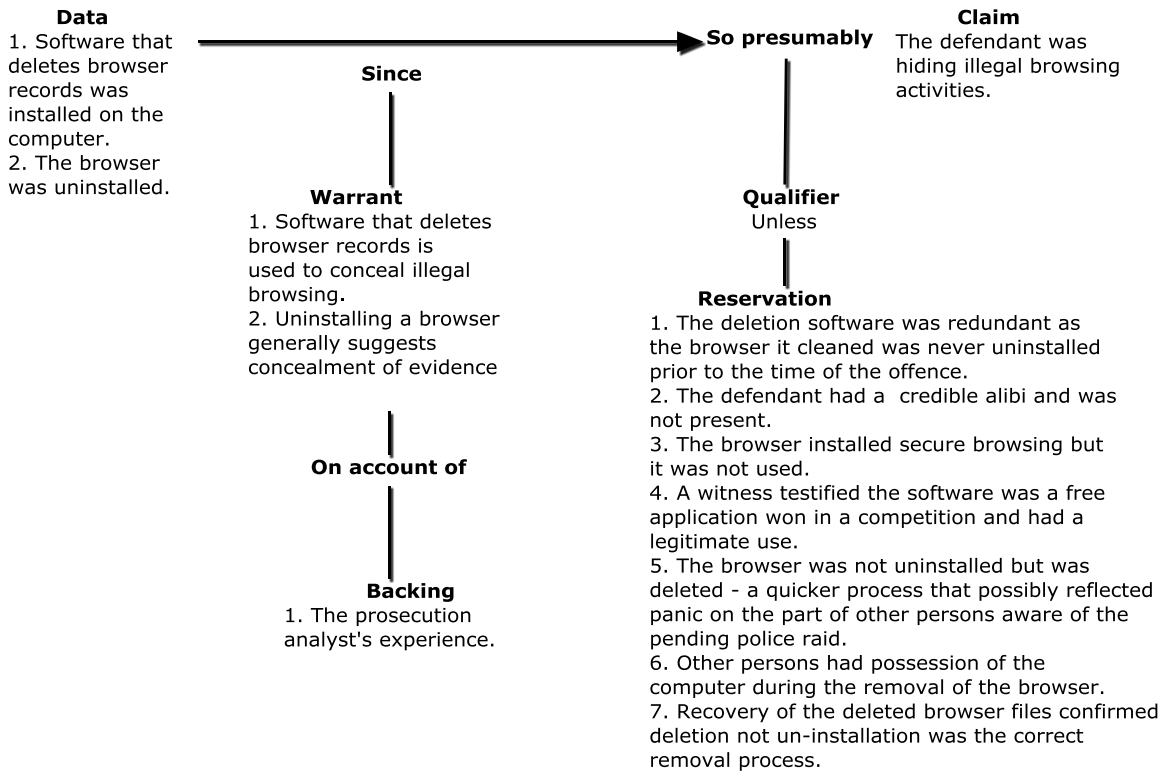 Data
1. Software that
deletes browser
records was
installed on the
computer.
2. The browser
was uninstalled.
Since
So presumably
Claim
The defendant was
hiding illegal browsing
activities.
Warrant
1. Software that deletes
browser records is
used to conceal illegal
browsing.
2. Uninstalling a browser
generally suggests
concealment of evidence
On account of
Backing
1. The prosecution
analyst's experience.
Qualifier
Unless
Reservation
1. The deletion software was redundant as
the browser it cleaned was never uninstalled
prior to the time of the offence.
2. The defendant had a  credible alibi and was
not present.
3. The browser installed secure browsing but
it was not used.
4. A witness testified the software was a free
application won in a competition and had a
legitimate use.
5. The browser was not uninstalled but was
deleted - a quicker process that possibly reflected
panic on the part of other persons aware of the
pending police raid.
6. Other persons had possession of the
computer during the removal of the browser.
7. Recovery of the deleted browser files confirmed
deletion not un-installation was the correct
removal process.